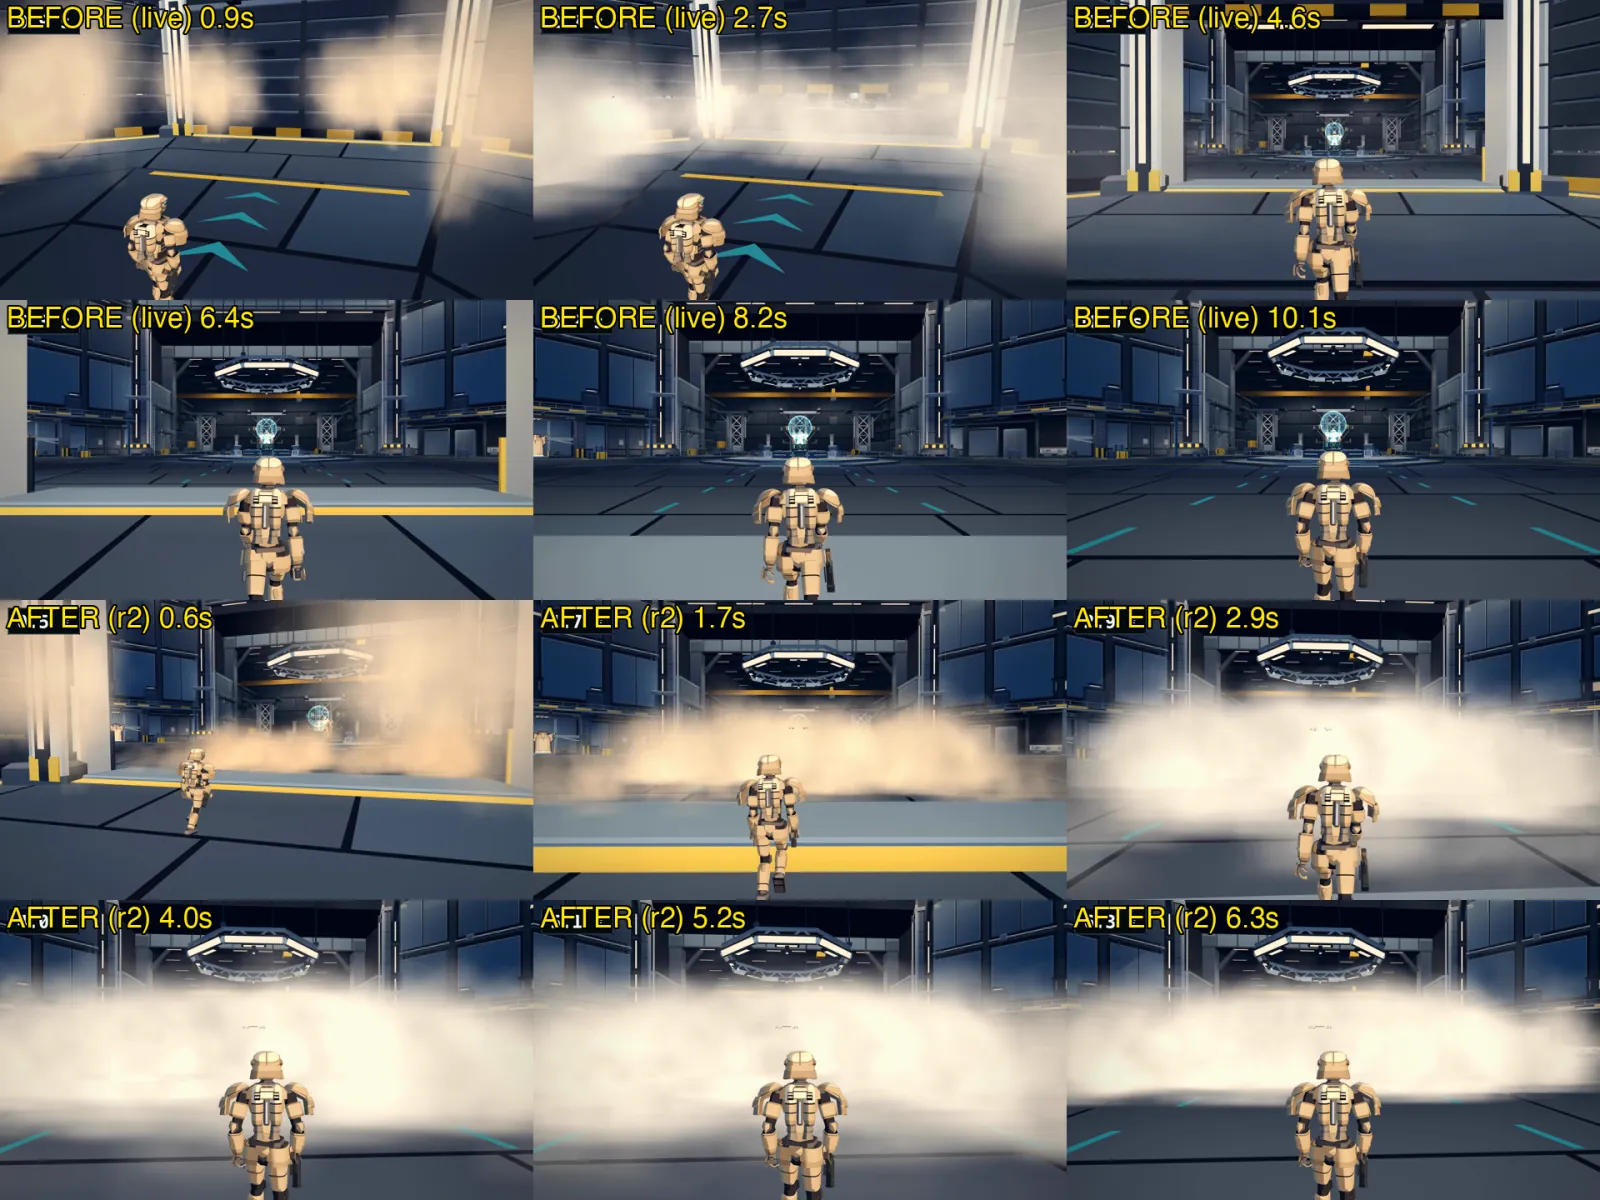 BEFORE (live) 0.9s
BEFORE (live) 2.7s
BEFORE (live) 4.6s
BEFORE (live) 6.4s
BEFORE (live) 8.2s
BEFORE (live) 10.1s
AFTER (r2) 0.6s
AFTER (r2) 1.7s
AFTER (r2) 2.9s
AFTER (r2) 4.0s
AFTER (r2) 5.2s
AFTER (r2) 6.3s